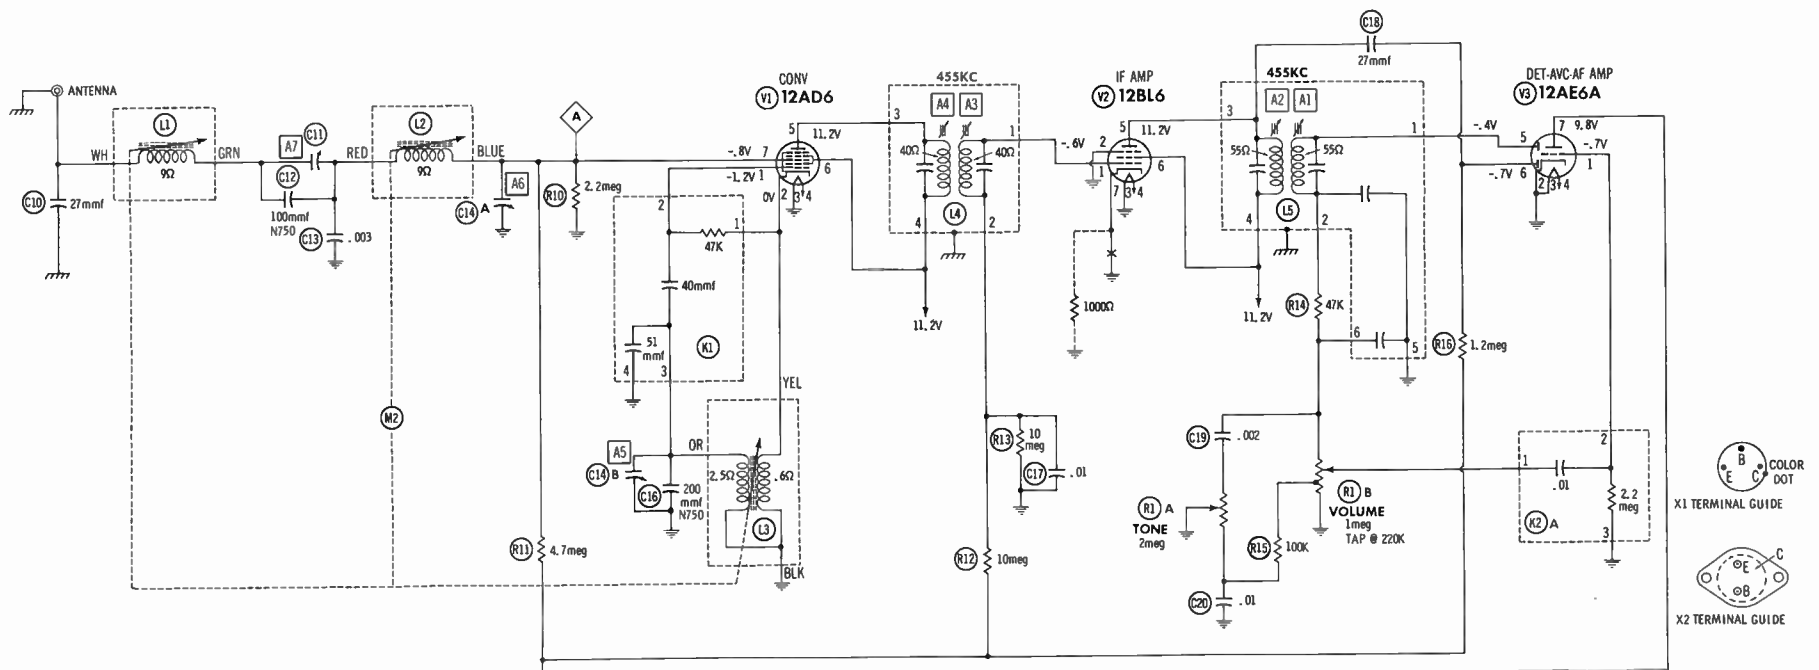 ANTENNA
WH
L1
9Ω
GRN
C10
27mmf
A7
C11
C12
100mmf
N750
C13
.003
RED
L2
9Ω
BLUE
A6
C14 A
A
R10
2.2meg
CONV
V1 12AD6
5
11.2V
-.8V
7
-1.2V
1
6
0V
2
3
4
2
47K
1
40mmf
51
mmf
4
3
K1
YEL
M2
A5
C14 B
OR
C16
200
mmf
N750
2.5Ω
.6Ω
L3
BLK
R11
4.7meg
455KC
3
A4
A3
40Ω
40Ω
1
L4
4
2
11.2V
R13
10
meg
C17
.01
R12
10meg
IF AMP
V2 12BL6
5
11.2V
-.6V
2
1
6
7
3
4
1000Ω
C18
27mmf
455KC
3
A2
A1
55Ω
55Ω
1
L5
4
2
11.2V
R14
47K
6
5
C19
.002
R1 A
TONE
2meg
R15
100K
C20
.01
R1 B
VOLUME
1meg
TAP @ 220K
R16
1.2meg
DET-AVC-AF AMP
V3 12AE6A
7
9.8V
-.4V
5
-.7V
6
-.7V
1
2
3
4
2
1
.01
2.2
meg
K2 A
3
B
E
C
COLOR
DOT
X1 TERMINAL GUIDE
E
C
B
X2 TERMINAL GUIDE